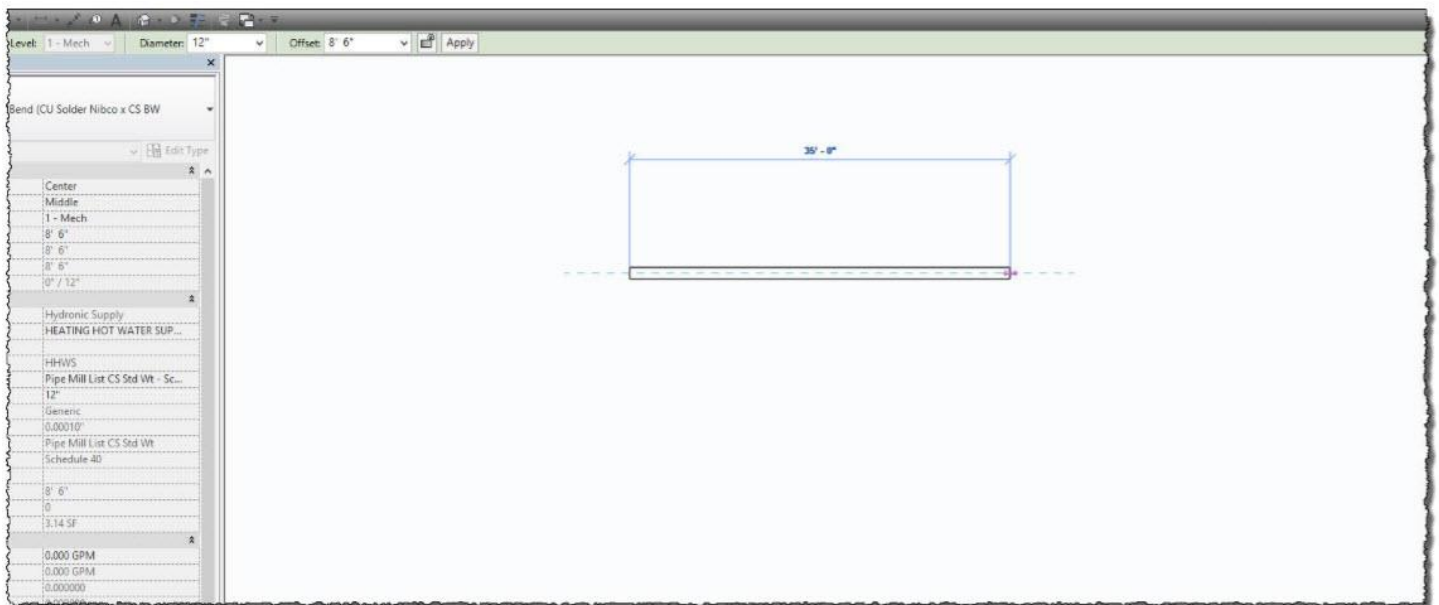 Level: 1 - Mech Diameter: 12" Offset: 8' 6" Apply
Bend (CU Solder Nibco x CS BW
Edit Type
35' - 0"
Center
Middle
1 - Mech
8' 6"
8' 6"
8' 6"
0" / 12"
Hydronic Supply
HEATING HOT WATER SUP...
HHWS
Pipe Mill List CS Std Wt - Sc...
12"
Generic
0.00010"
Pipe Mill List CS Std Wt
Schedule 40
8' 6"
0
3.14 SF
0.000 GPM
0.000 GPM
0.000000